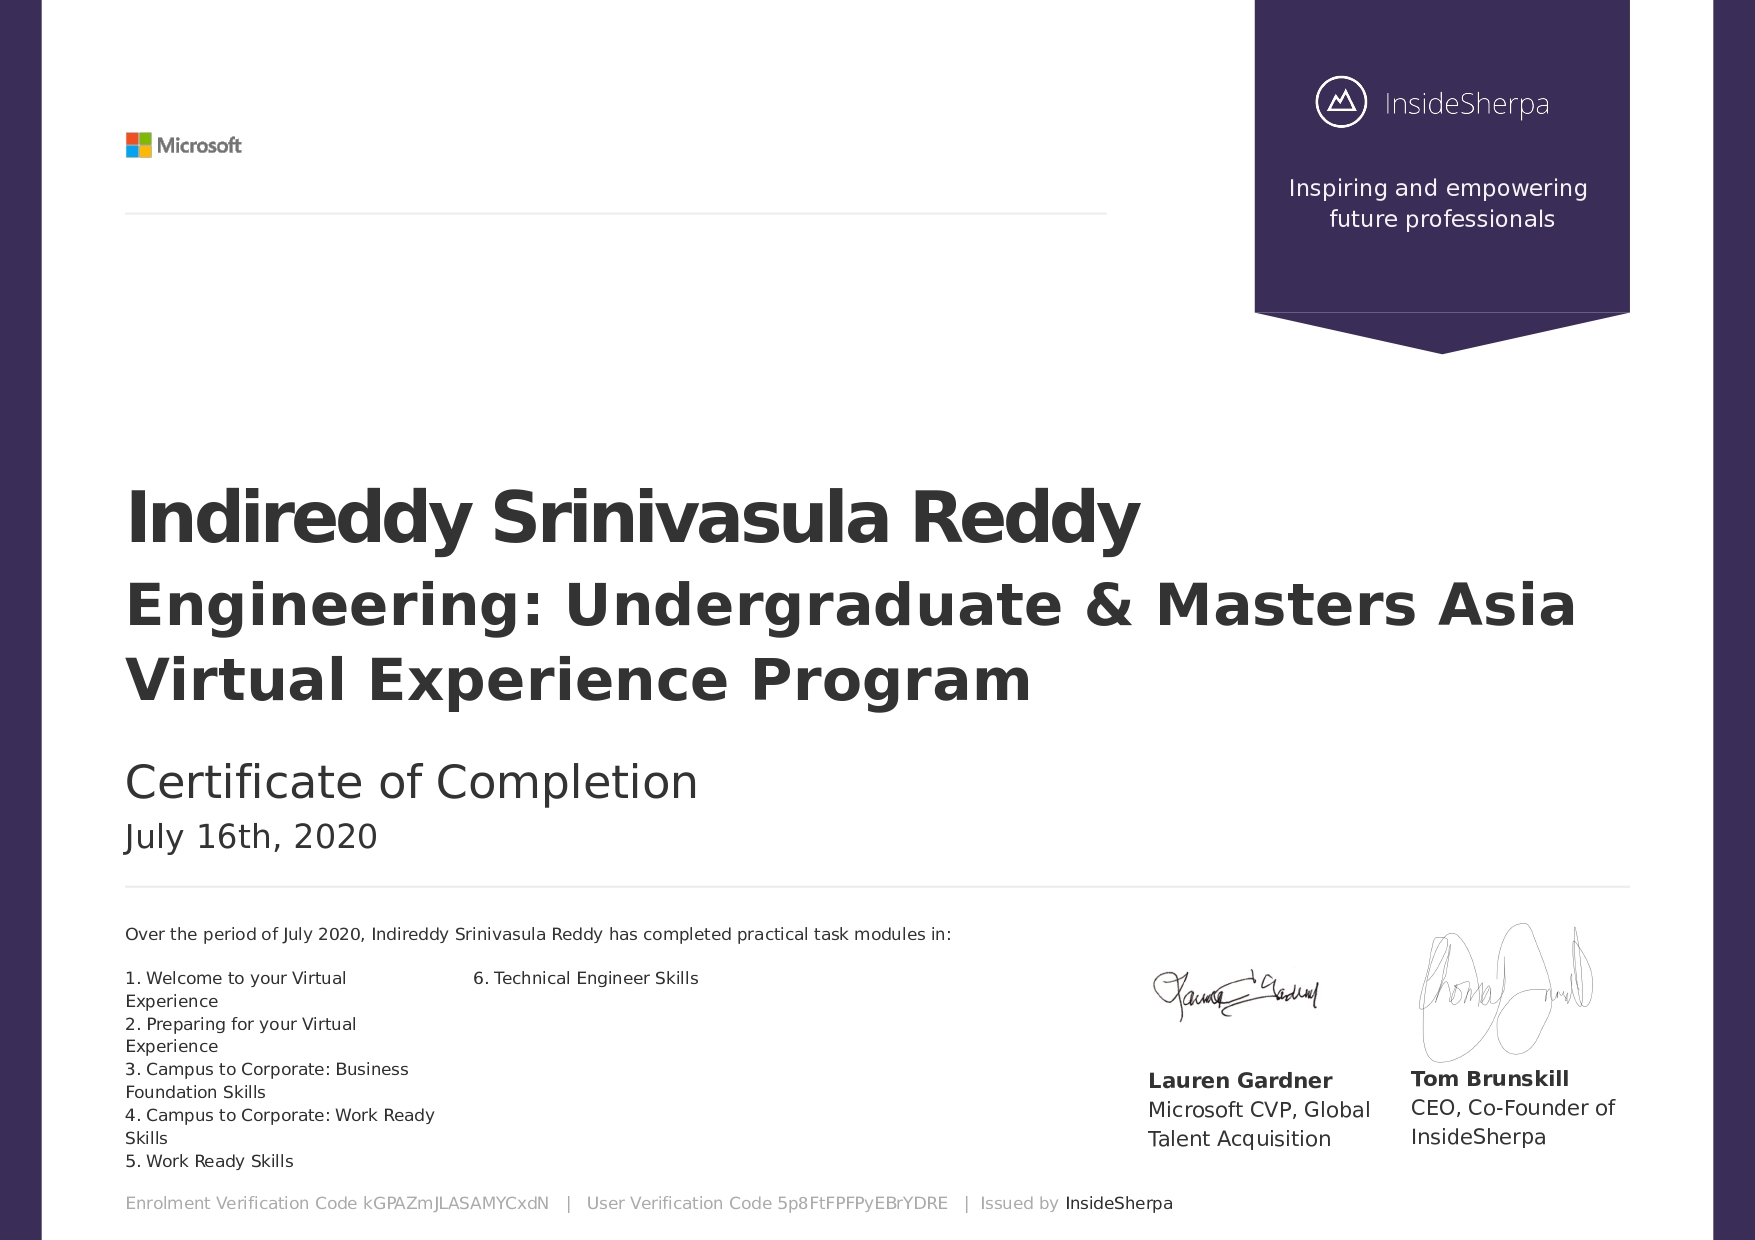 Microsoft
InsideSherpa
Inspiring and empowering
future professionals
Indireddy Srinivasula Reddy
Engineering: Undergraduate & Masters Asia
Virtual Experience Program
Certificate of Completion
July 16th, 2020
Over the period of July 2020, Indireddy Srinivasula Reddy has completed practical task modules in:
1. Welcome to your Virtual
Experience
2. Preparing for your Virtual
Experience
3. Campus to Corporate: Business
Foundation Skills
4. Campus to Corporate: Work Ready
Skills
5. Work Ready Skills
6. Technical Engineer Skills
Lauren Gardner
Microsoft CVP, Global
Talent Acquisition
Tom Brunskill
CEO, Co-Founder of
InsideSherpa
Enrolment Verification Code kGPAZmJLASAMYCxdN | User Verification Code 5p8FtFPFPyEBrYDRE | Issued by InsideSherpa